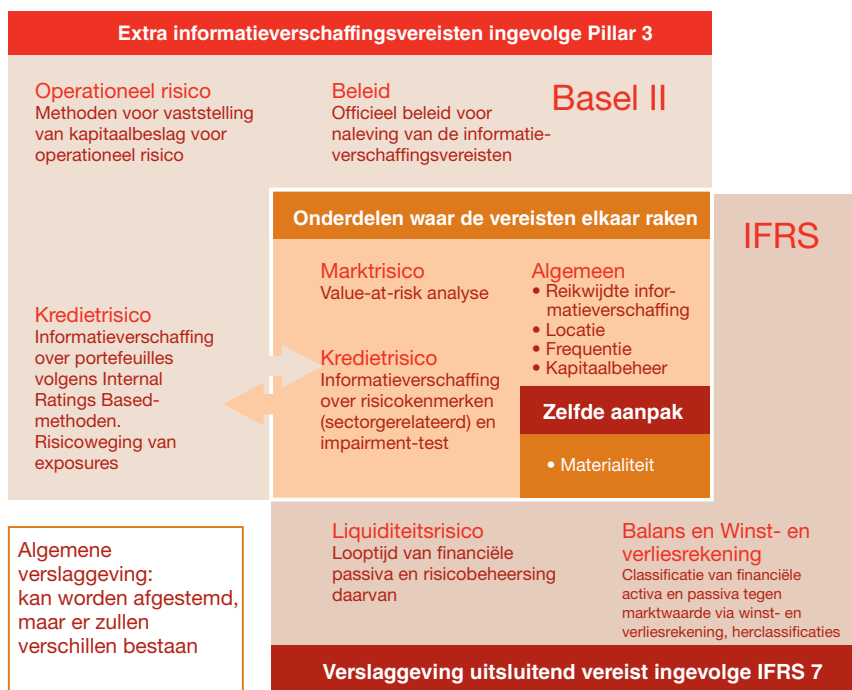 Extra informatieverschaffingsvereisten ingevolge Pillar 3
Operationeel risico
Methoden voor vaststelling
van kapitaalbeslag voor
operationeel risico
Beleid
Officieel beleid voor
naleving van de informatie-
verschaffingsvereisten
Basel II
Onderdelen waar de vereisten elkaar raken
IFRS
Kredietrisico
Informatieverschaffing
over portefeuilles
volgens Internal
Ratings Based-
methoden.
Risicoweging van
exposures
Marktrisico
Value-at-risk analyse
Kredietrisico
Informatieverschaffing
over risicokenmerken
(sectorgerelateerd) en
impairment-test
Algemeen
• Reikwijdte infor-
matieverschaffing
• Locatie
• Frequentie
• Kapitaalbeheer
Zelfde aanpak
• Materialiteit
Algemene
verslaggeving:
kan worden afgestemd,
maar er zullen
verschillen bestaan
Liquiditeitsrisico
Looptijd van financiële
passiva en risicobeheersing
daarvan
Balans en Winst- en
verliesrekening
Classificatie van financiële
activa en passiva tegen
marktwaarde via winst- en
verliesrekening, herclassificaties
Verslaggeving uitsluitend vereist ingevolge IFRS 7